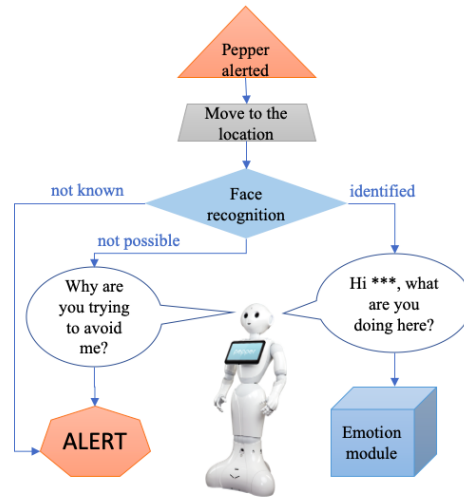 Pepper
alerted
Move to the
location
Face
recognition
not known
identified
not possible
Why are
you trying
to avoid
me?
Hi ***, what
are you
doing here?
ALERT
Emotion
module